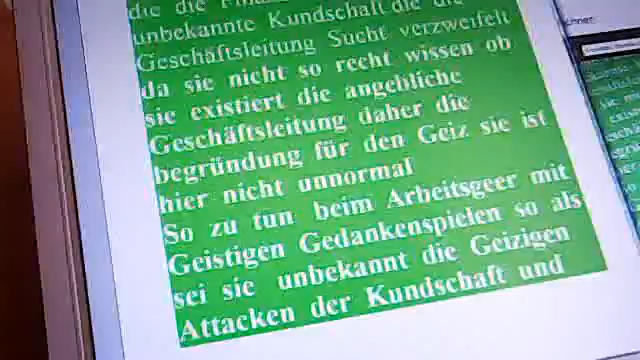 die die
unbekannte Kundschaft die die
Geschäftsleitung Sucht verzweifelt
da sie nicht so recht wissen ob
sie existiert die angebliche
Geschäftsleitung daher die
begründung für den Geiz sie ist
hier nicht unnormal
So zu tun beim Arbeitsgeer mit
Geistigen Gedankenspielen so als
sei sie unbekannt die Geizigen
Attacken der Kundschaft und